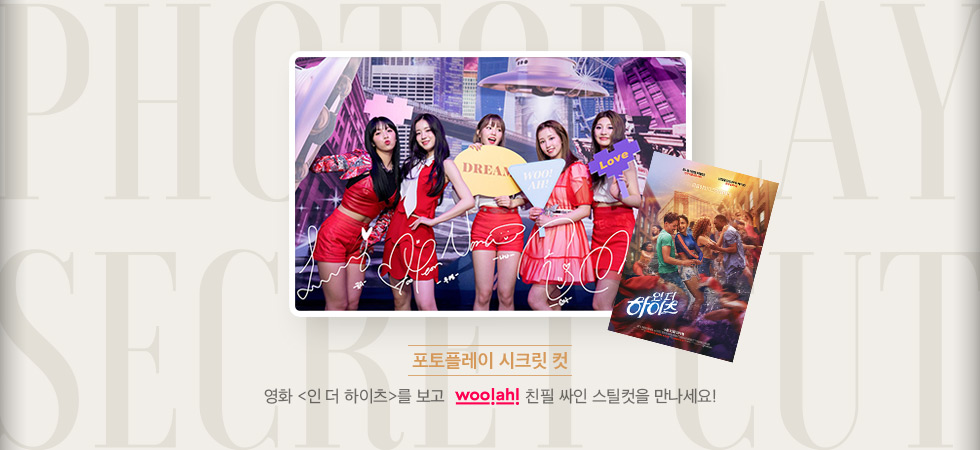 PHOTOPLAY
SECRET CUT
DREAM
WOO!
AH!
Love
인 더
하이츠
포토플레이 시크릿 컷
영화 <인 더 하이츠>를 보고 woo!ah! 친필 싸인 스틸컷을 만나세요!